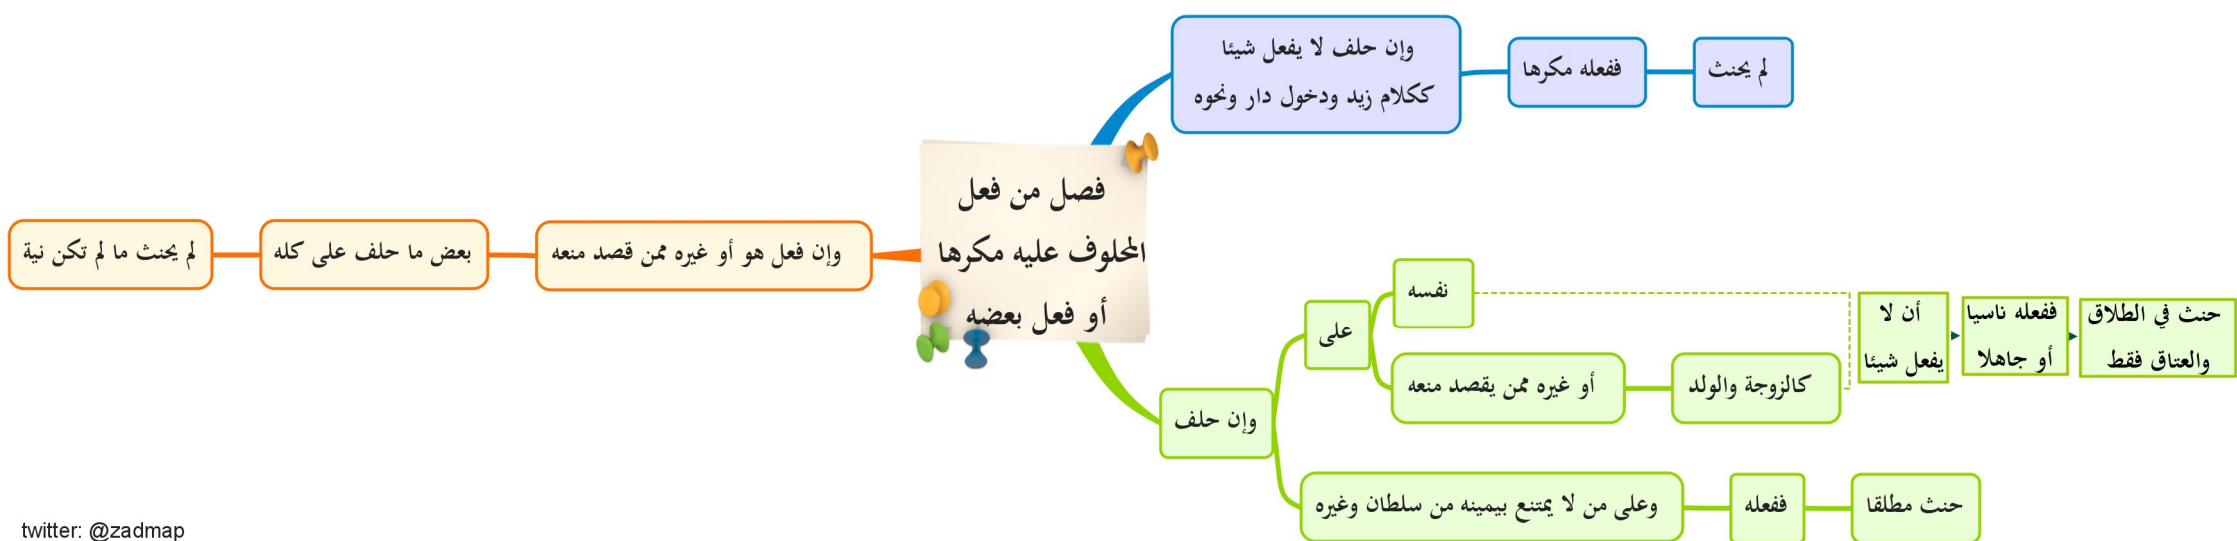 فصل من فعل
المحلوف عليه مكرها
أو فعل بعضه
وإن حلف لا يفعل شيئا
ككلام زيد ودخول دار ونحوه
ففعله مكرها
لم يحنث
وإن حلف
على
نفسه
أو غيره ممن يقصد منعه
كالزوجة والولد
أن لا
يفعل شيئا
ففعله ناسيا
أو جاهلا
حنث في الطلاق
والعتاق فقط
وعلى من لا يمتنع بيمينه من سلطان وغيره
ففعله
حنث مطلقا
وإن فعل هو أو غيره ممن قصد منعه
بعض ما حلف على كله
لم يحنث ما لم تكن نية
twitter: @zadmap